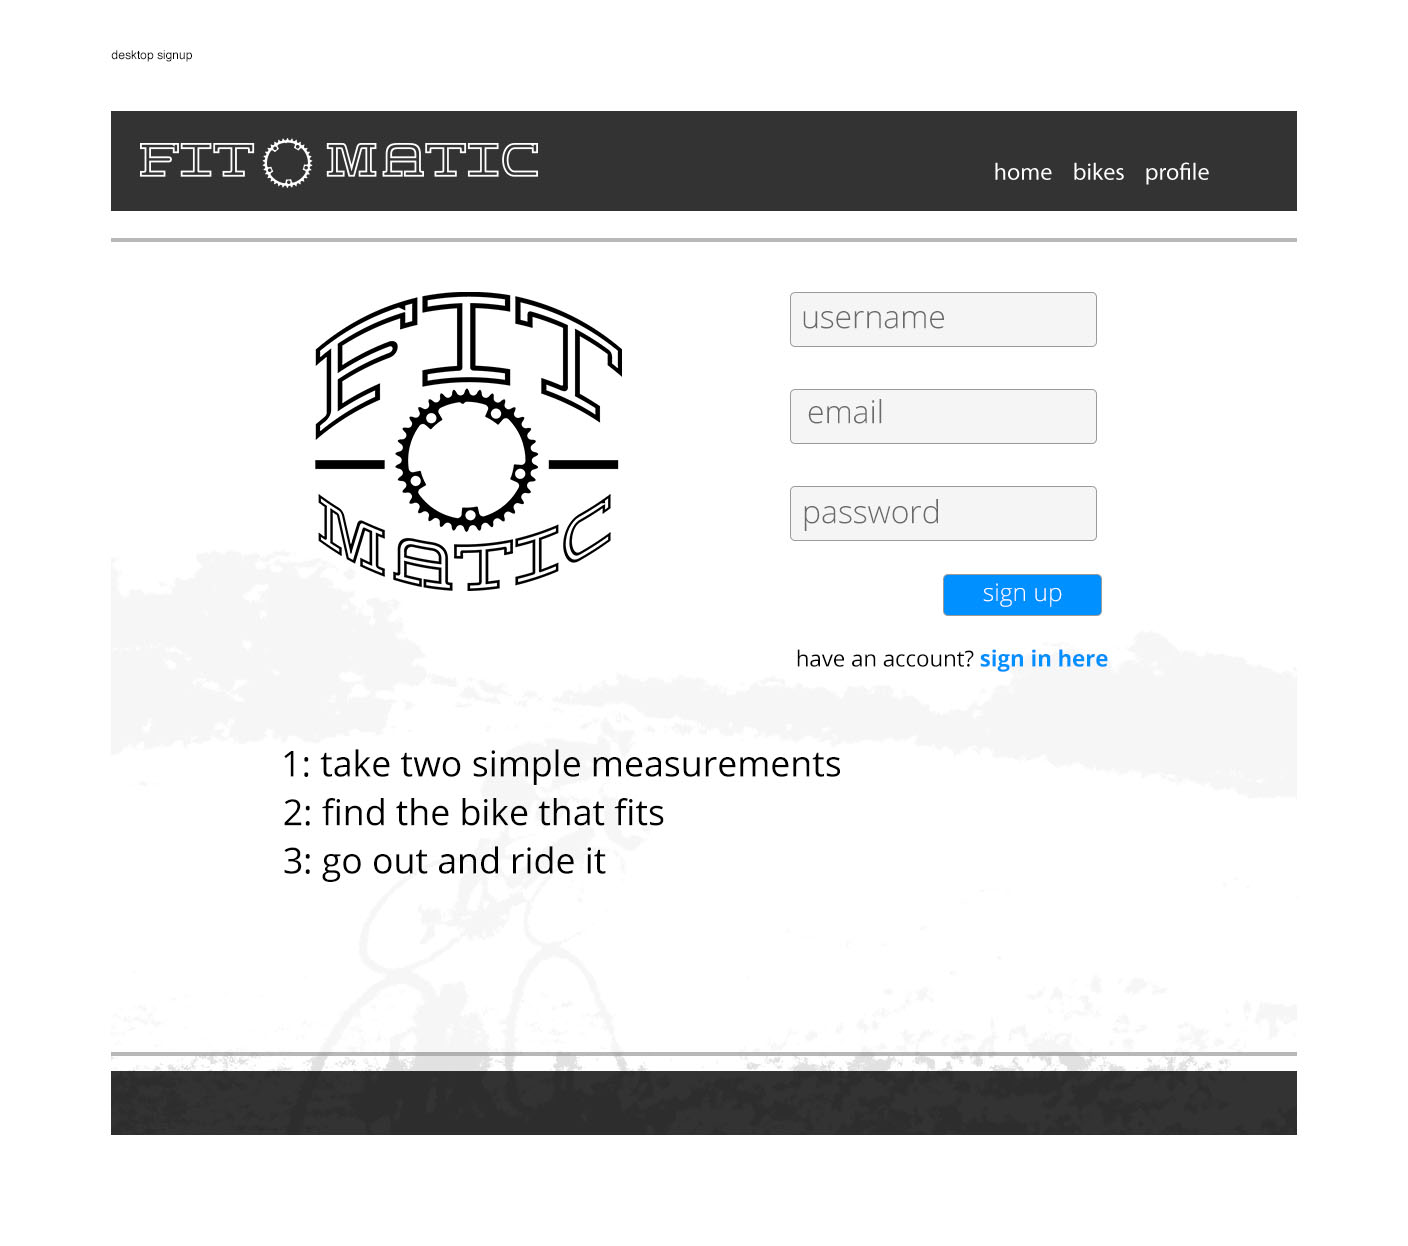 desktop signup
FIT O MATIC
home bikes profile
FIT
O
MATIC
username
email
password
sign up
have an account? sign in here
1: take two simple measurements
2: find the bike that fits
3: go out and ride it